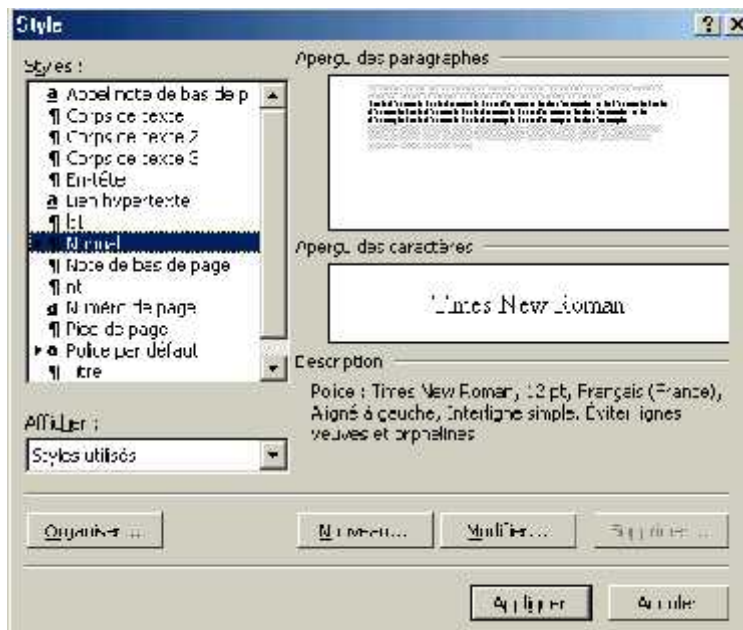 Style
Styles :
Aperçu des paragraphes
a Appel note de bas de p
¶ Corps de texte
¶ Corps de texte 2
¶ Corps de texte 3
¶ En-tête
a Lien hypertexte
¶ Normal
¶ Note de bas de page
¶ nt
a Numéro de page
¶ Pied de page
a Police par défaut
¶ Titre
Aperçu des caractères
Times New Roman
Description
Police : Times New Roman, 12 pt, Français (France),
Aligné à gauche, Interligne simple, Éviter lignes
veuves et orphelines
Afficher :
Styles utilisés
Organiser ...
Nouveau...
Modifier...
Supprimer ...
Appliquer
Annuler